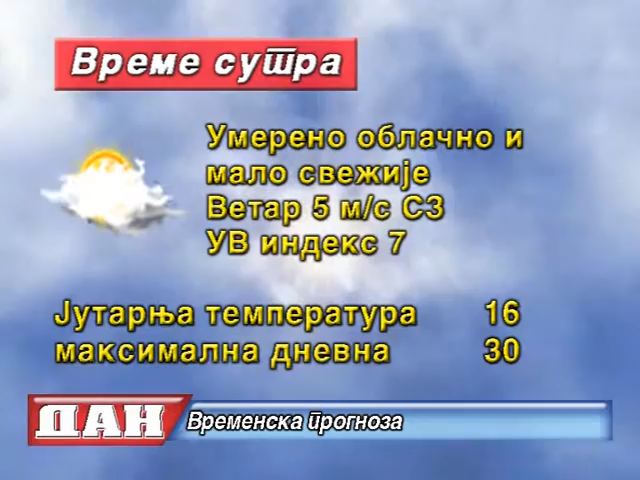 Време сутра
Умерено облачно и
мало свежије
Ветар 5 м/с СЗ
УВ индекс 7
Јутарња температура 16
максимална дневна 30
ДАН Временска прогноза